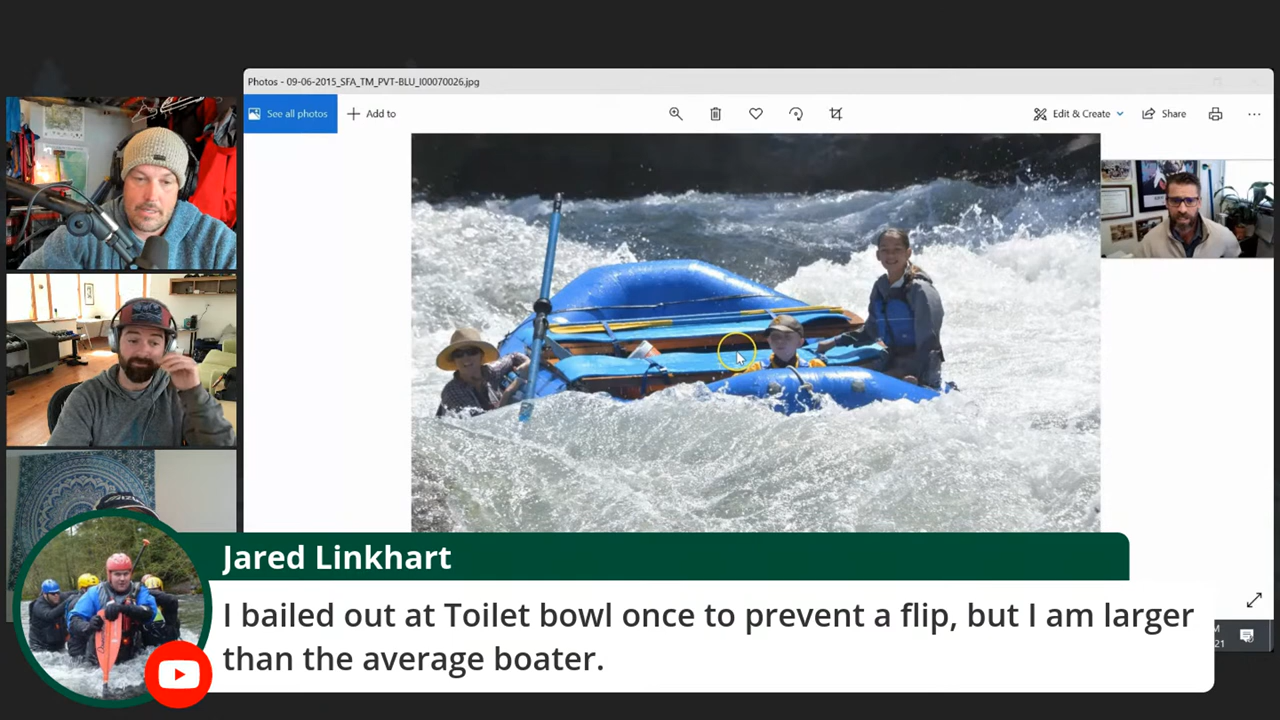 Photos - 09-06-2015_SFA_TM_PVT-BLU_I00070026.jpg
See all photos
Add to
Edit & Create
Share
M
21
Jared Linkhart
I bailed out at Toilet bowl once to prevent a flip, but I am larger
than the average boater.